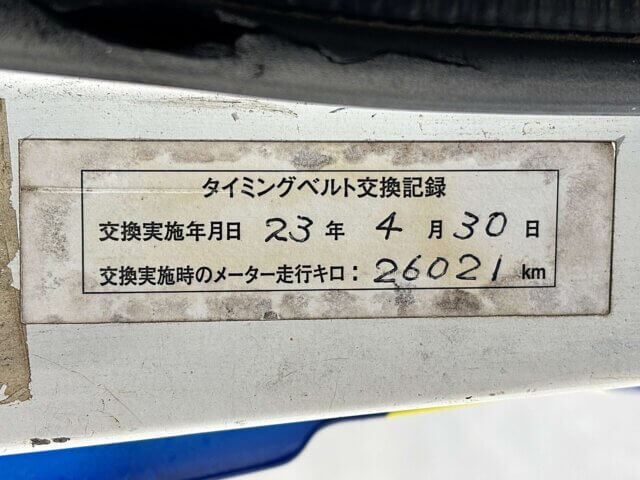 タイミングベルト交換記録
交換実施年月日 23 年 4 月 30 日
交換実施時のメーター走行キロ：26021 km